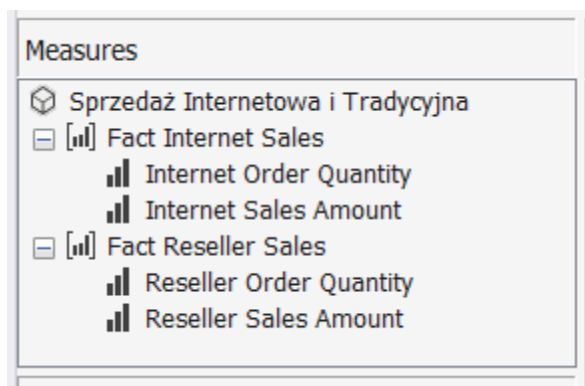 Measures
Sprzedaż Internetowa i Tradycyjna
Fact Internet Sales
Internet Order Quantity
Internet Sales Amount
Fact Reseller Sales
Reseller Order Quantity
Reseller Sales Amount